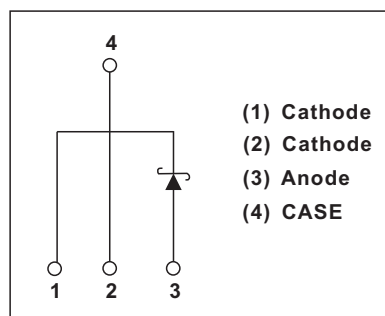 4
(1) Cathode
(2) Cathode
(3) Anode
(4) CASE
1 2 3